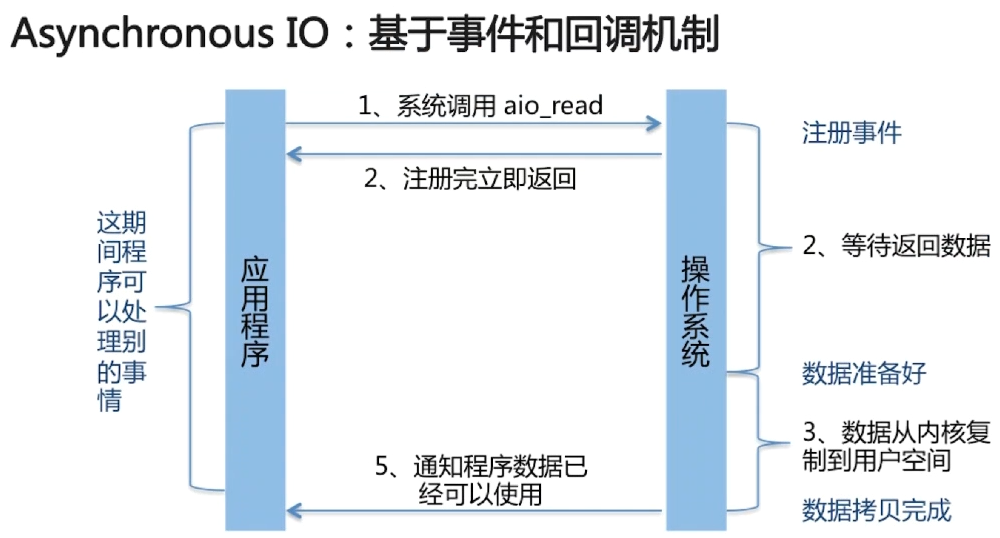 Asynchronous IO：基于事件和回调机制
1、系统调用 aio_read
2、注册完立即返回
这期
间程
序可
以处
理别
的事
情
应用程序
5、通知程序数据已
经可以使用
操作系统
注册事件
2、等待返回数据
数据准备好
3、数据从内核复
制到用户空间
数据拷贝完成